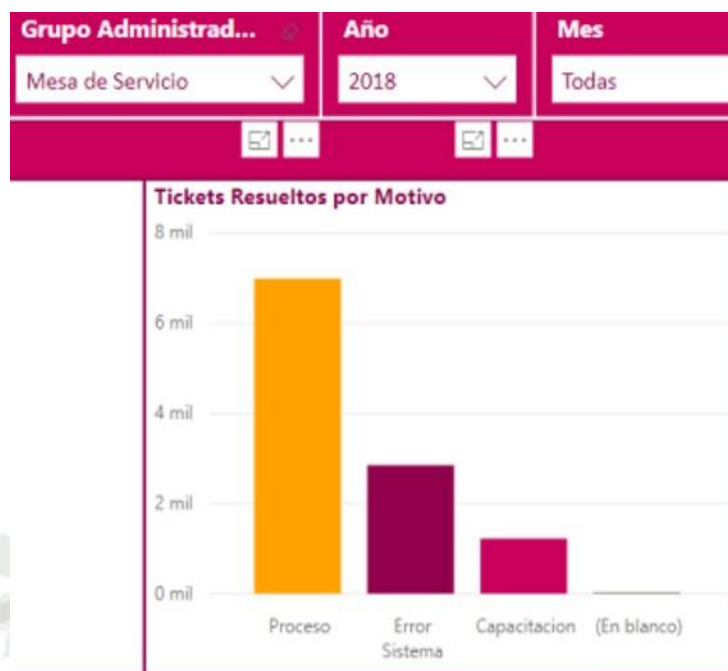 Grupo Administrad...
Año
Mes
Mesa de Servicio
2018
Todas
Tickets Resueltos por Motivo
8 mil
6 mil
4 mil
2 mil
0 mil
Proceso
Error
Sistema
Capacitacion
(En blanco)